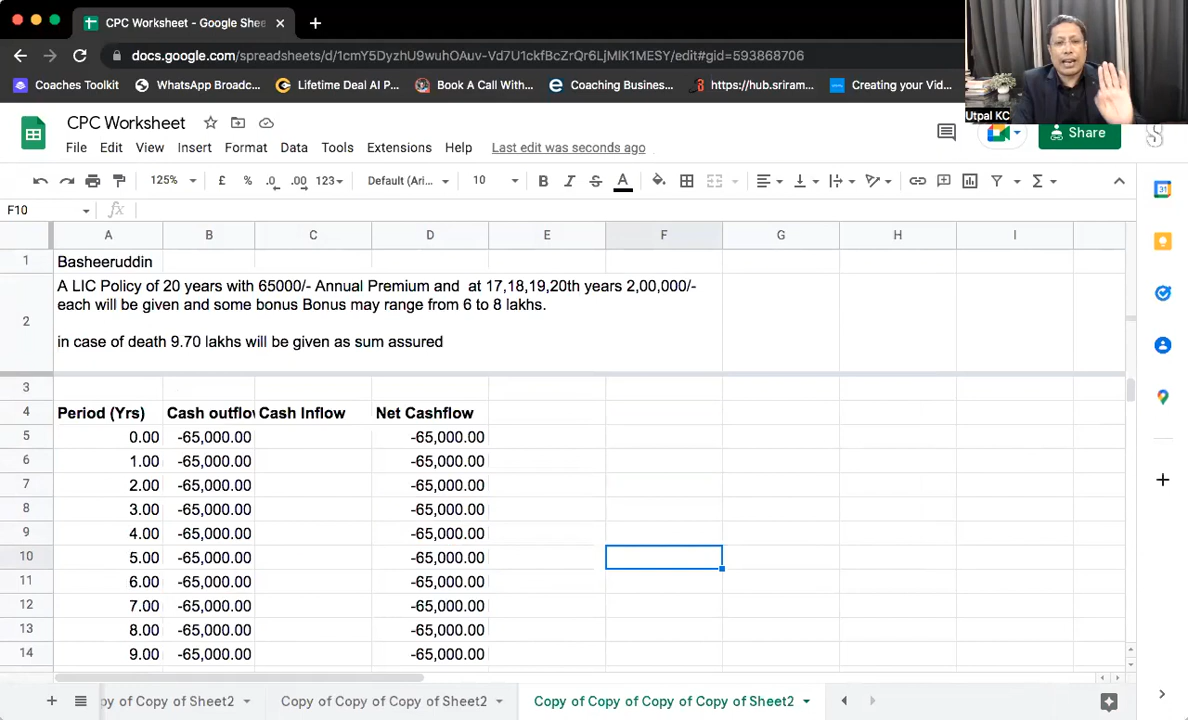 CPC Worksheet - Google Shee
docs.google.com/spreadsheets/d/1cmY5DyzhU9wuhOAuv-Vd7U1ckfBcZrQr6LjMlK1MESY/edit#gid=593868706
Coaches Toolkit WhatsApp Broadc... Lifetime Deal AI P... Book A Call With... Coaching Busines... https://hub.sriram... Creating your Vid...
Utpal KC
CPC Worksheet
Share
File Edit View Insert Format Data Tools Extensions Help Last edit was seconds ago
125% £ % .0 .00 123 Default (Ari... 10 B I S A
31
F10 fx
A B C D E F G H I
1 Basheeruddin
2 A LIC Policy of 20 years with 65000/- Annual Premium and at 17,18,19,20th years 2,00,000/-
each will be given and some bonus Bonus may range from 6 to 8 lakhs.
in case of death 9.70 lakhs will be given as sum assured
3
4 Period (Yrs) Cash outflo Cash Inflow Net Cashflow
5 0.00 -65,000.00 -65,000.00
6 1.00 -65,000.00 -65,000.00
7 2.00 -65,000.00 -65,000.00
8 3.00 -65,000.00 -65,000.00
9 4.00 -65,000.00 -65,000.00
10 5.00 -65,000.00 -65,000.00
11 6.00 -65,000.00 -65,000.00
12 7.00 -65,000.00 -65,000.00
13 8.00 -65,000.00 -65,000.00
14 9.00 -65,000.00 -65,000.00
py of Copy of Sheet2 Copy of Copy of Copy of Sheet2 Copy of Copy of Copy of Copy of Sheet2